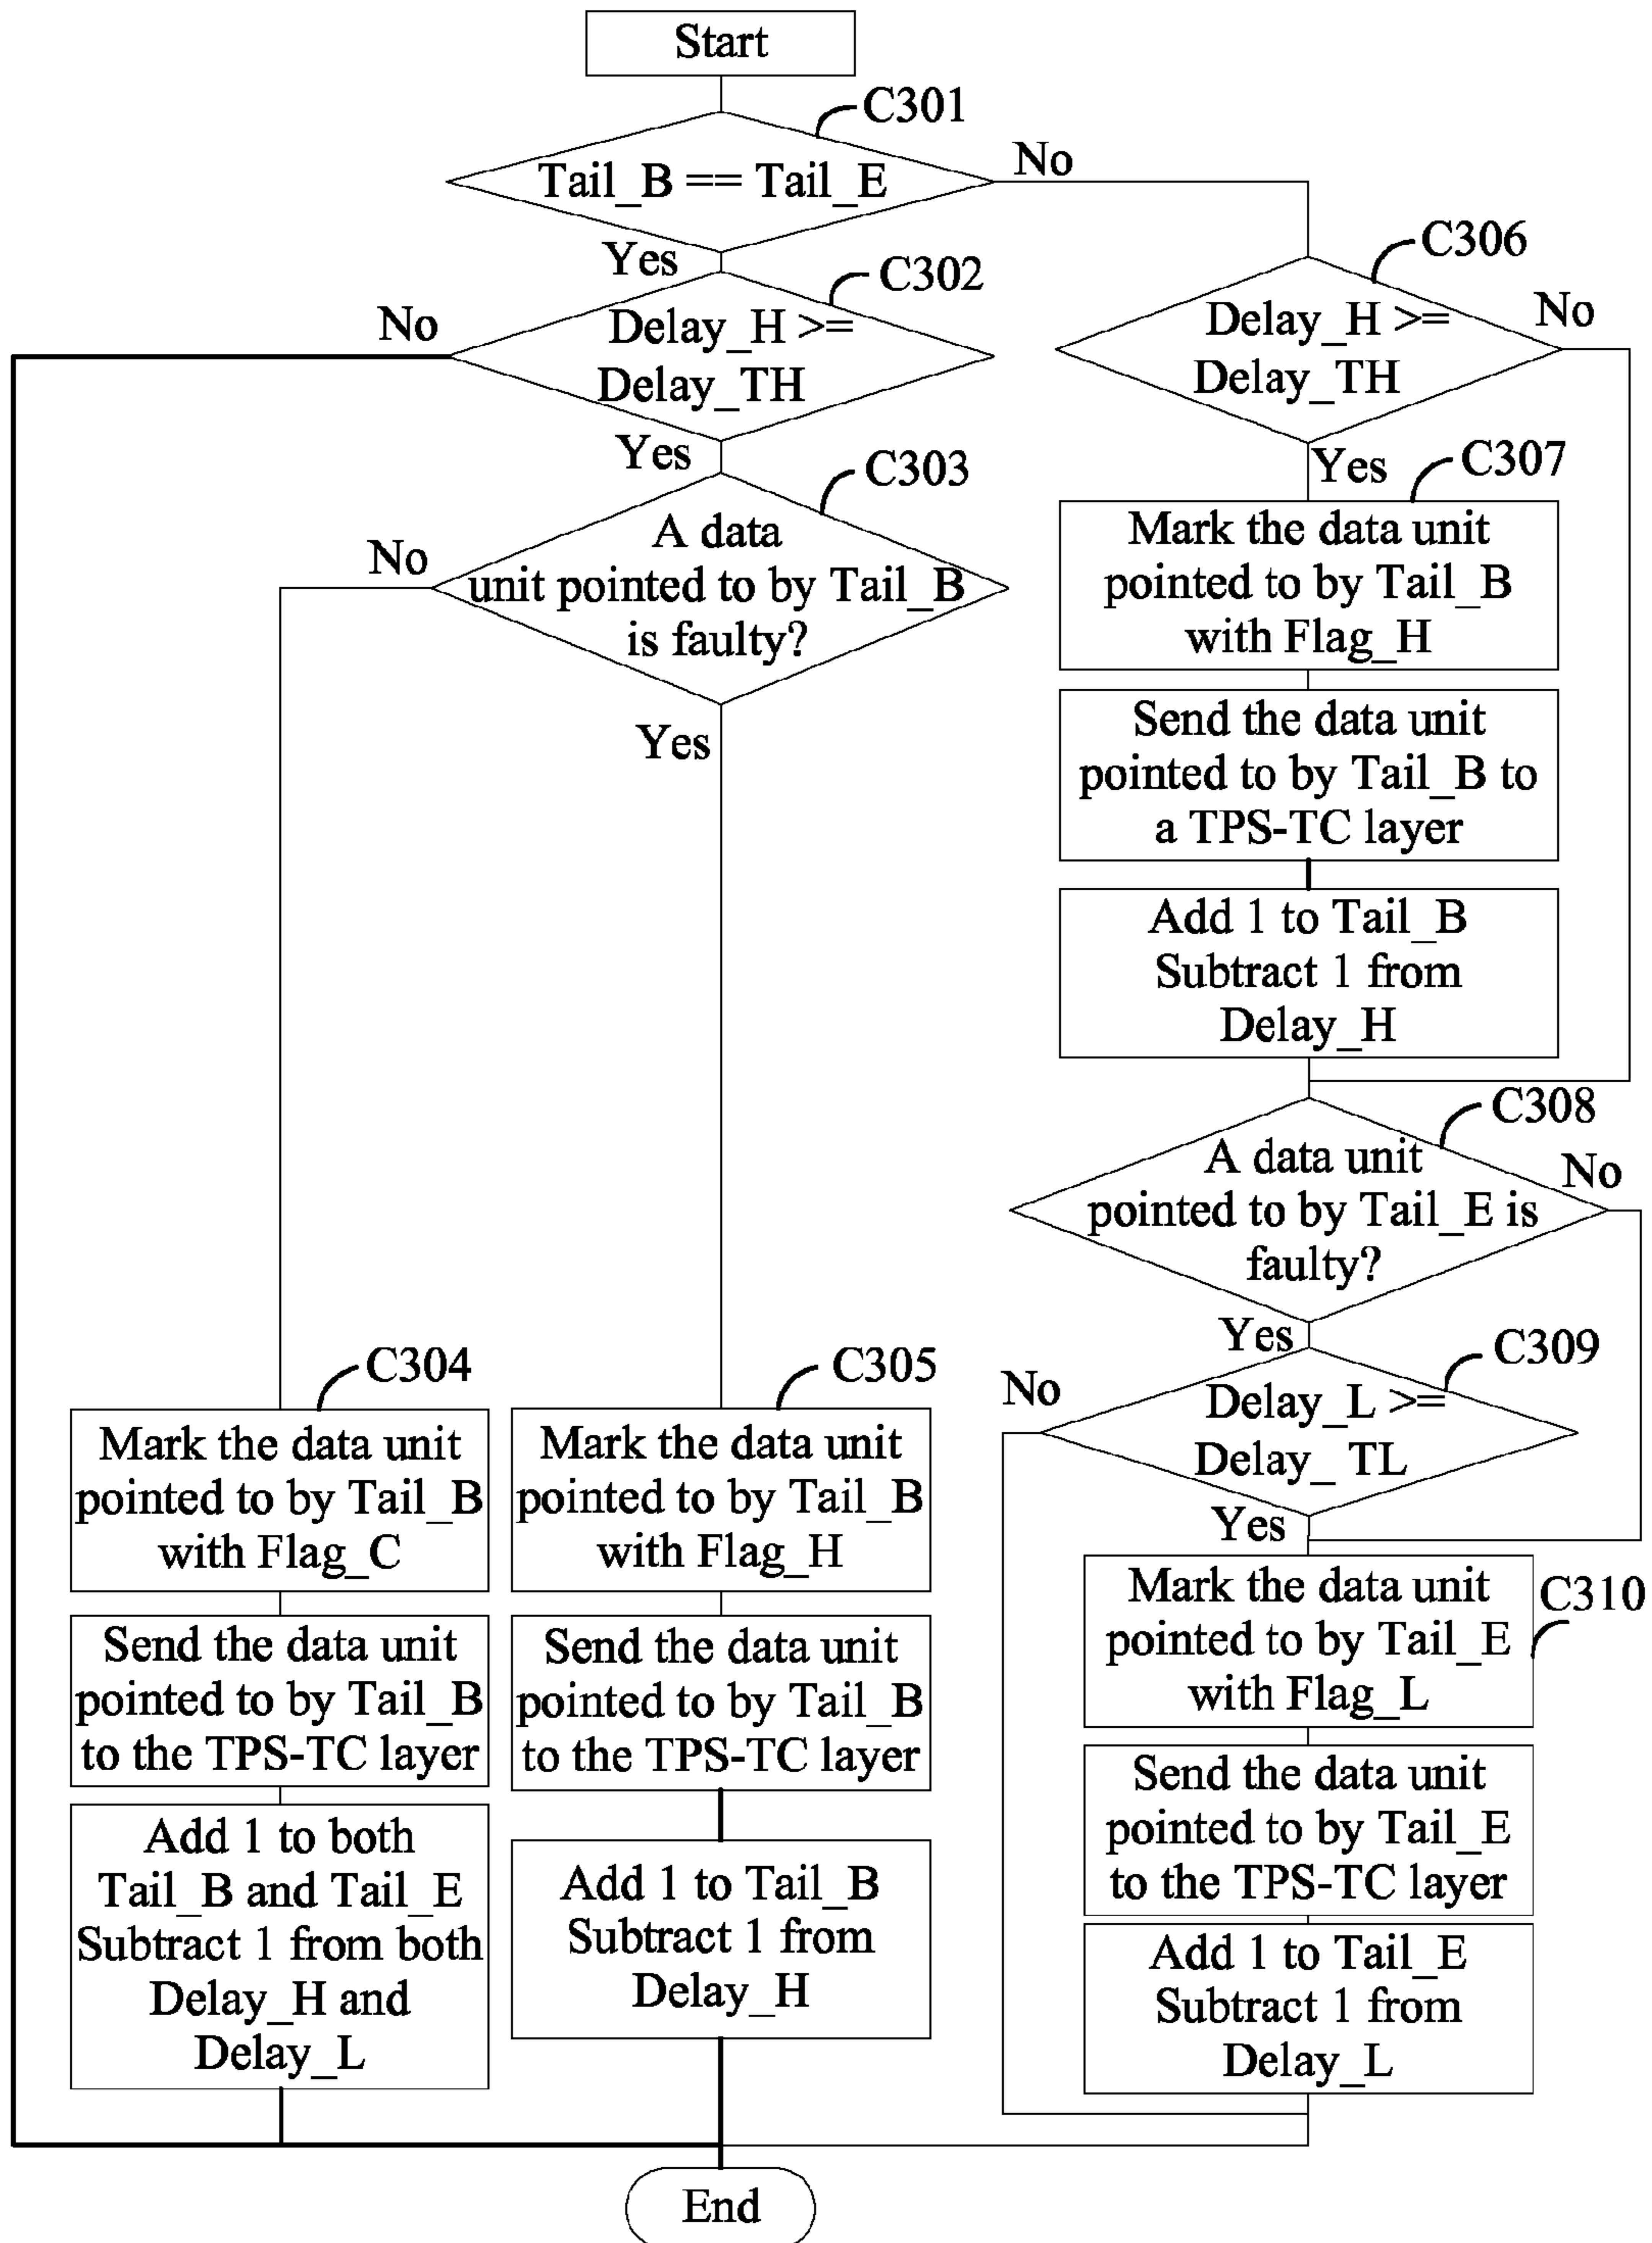 Start
C301
Tail_B == Tail_E
No
Yes
C302
No
Delay_H >=
Delay_TH
Yes
C303
A data
unit pointed to by Tail_B
is faulty?
No
Yes
C304
Mark the data unit
pointed to by Tail_B
with Flag_C
Send the data unit
pointed to by Tail_B
to the TPS-TC layer
Add 1 to both
Tail_B and Tail_E
Subtract 1 from both
Delay_H and
Delay_L
C305
Mark the data unit
pointed to by Tail_B
with Flag_H
Send the data unit
pointed to by Tail_B
to the TPS-TC layer
Add 1 to Tail_B
Subtract 1 from
Delay_H
C306
Delay_H >=
Delay_TH
No
Yes
C307
Mark the data unit
pointed to by Tail_B
with Flag_H
Send the data unit
pointed to by Tail_B to
a TPS-TC layer
Add 1 to Tail_B
Subtract 1 from
Delay_H
C308
A data unit
pointed to by Tail_E is
faulty?
No
Yes
C309
No
Delay_L >=
Delay_ TL
Yes
C310
Mark the data unit
pointed to by Tail_E
with Flag_L
Send the data unit
pointed to by Tail_E
to the TPS-TC layer
Add 1 to Tail_E
Subtract 1 from
Delay_L
End